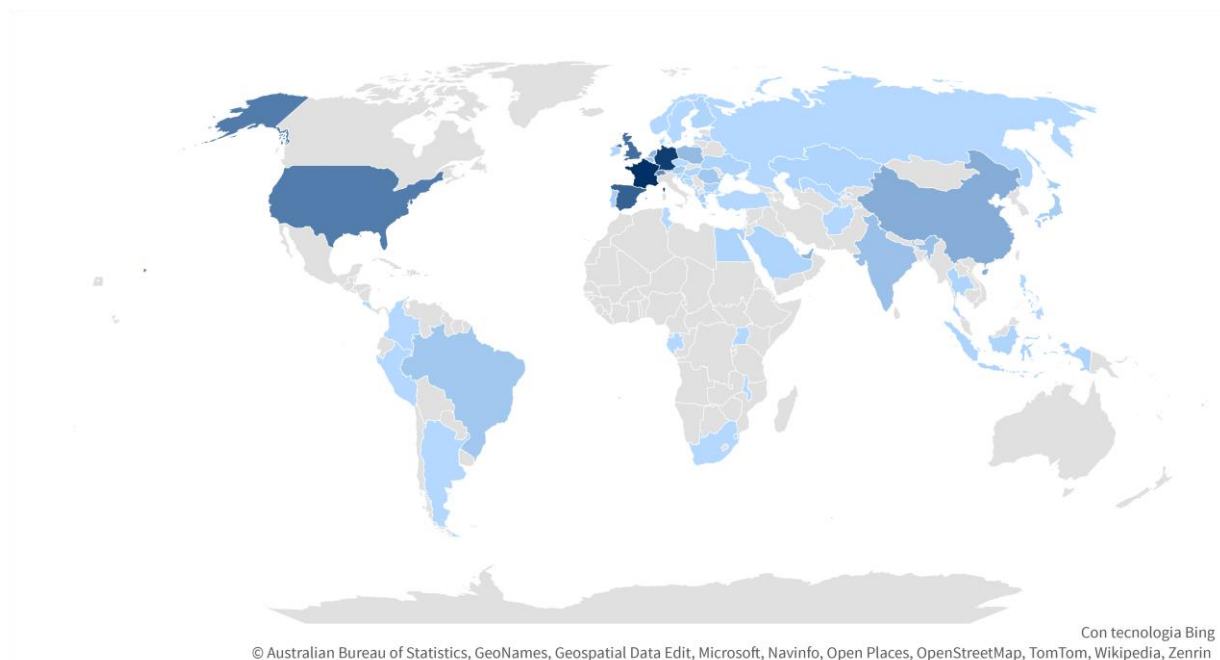 Con tecnologia Bing
© Australian Bureau of Statistics, GeoNames, Geospatial Data Edit, Microsoft, Navinfo, Open Places, OpenStreetMap, TomTom, Wikipedia, Zenrin